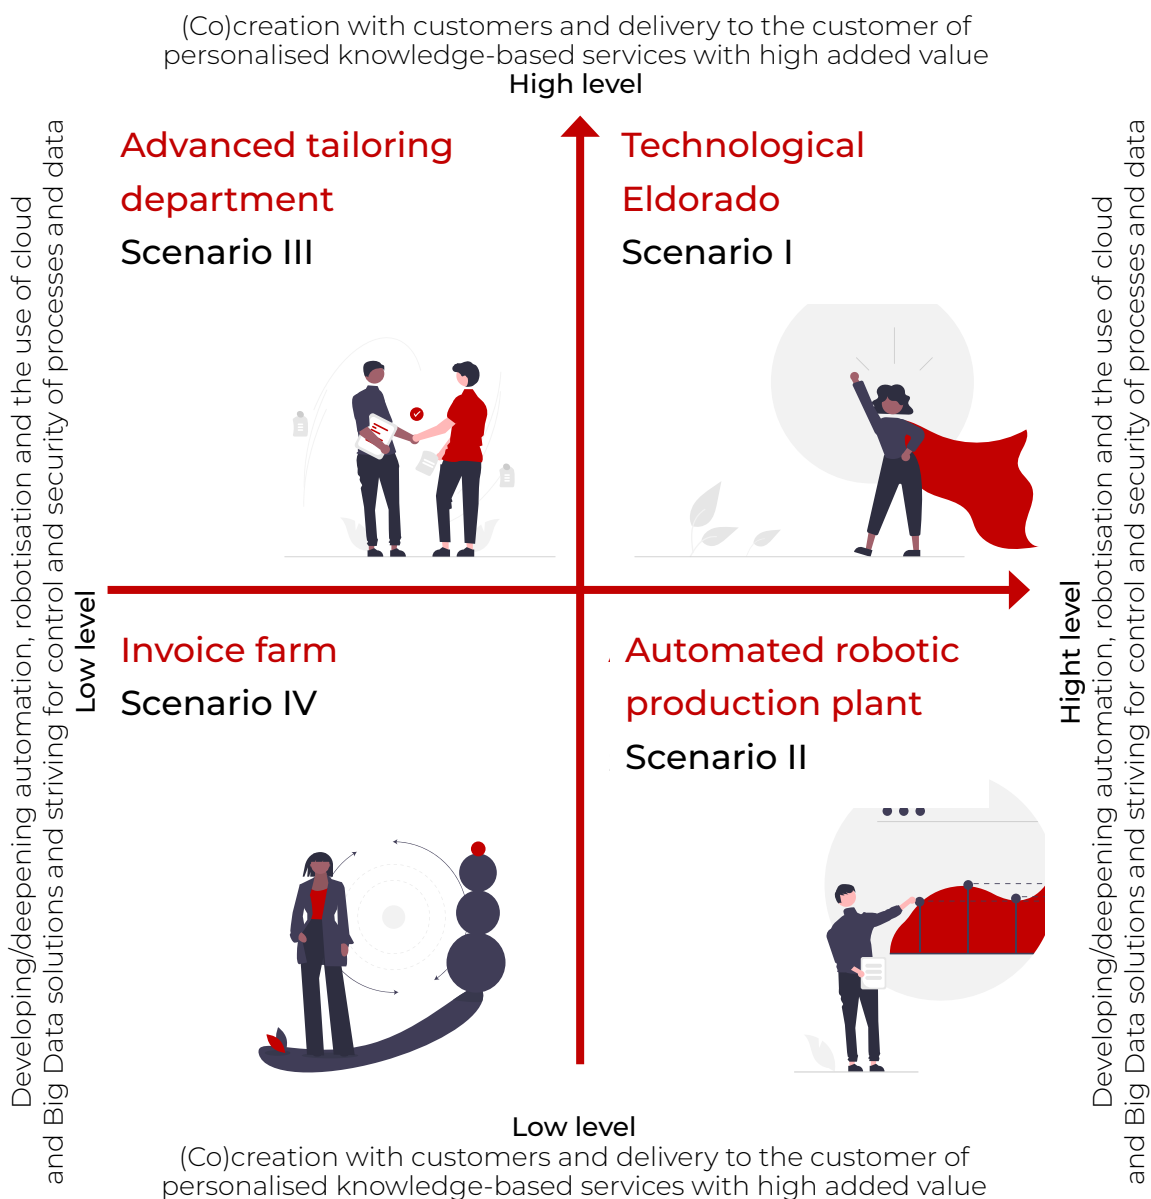 (Co)creation with customers and delivery to the customer of
personalised knowledge-based services with high added value
High level
Developing/deepening automation, robotisation and the use of cloud
and Big Data solutions and striving for control and security of processes and data
Low level
Advanced tailoring
department
Scenario III
Technological
Eldorado
Scenario I
Invoice farm
Scenario IV
Automated robotic
production plant
Scenario II
Hight level
Developing/deepening automation, robotisation and the use of cloud
and Big Data solutions and striving for control and security of processes and data
Low level
(Co)creation with customers and delivery to the customer of
personalised knowledge-based services with high added value